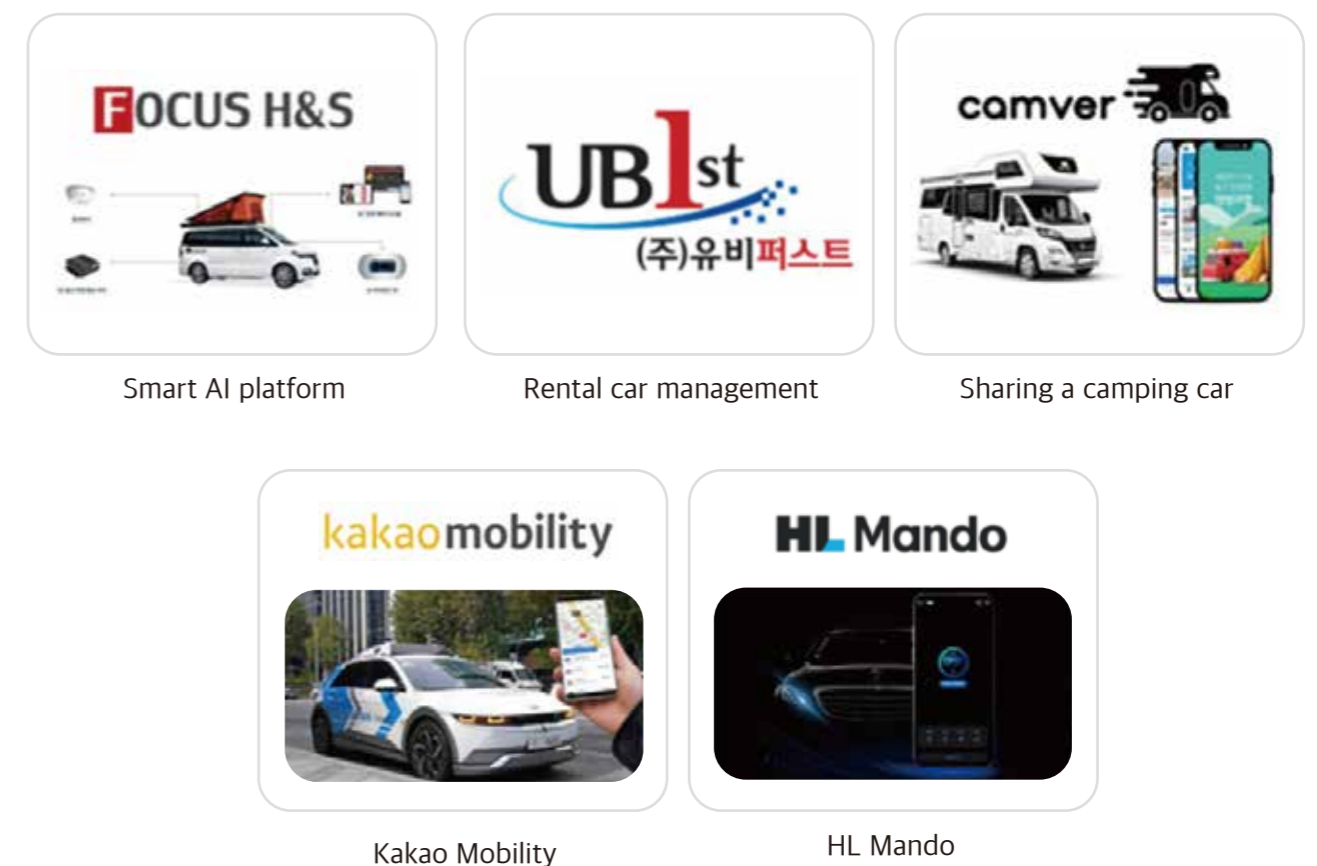 FOCUS H&S
Smart AI platform
UB1st
(주)유비퍼스트
Rental car management
camver
Sharing a camping car
kakaomobility
Kakao Mobility
HL Mando
HL Mando